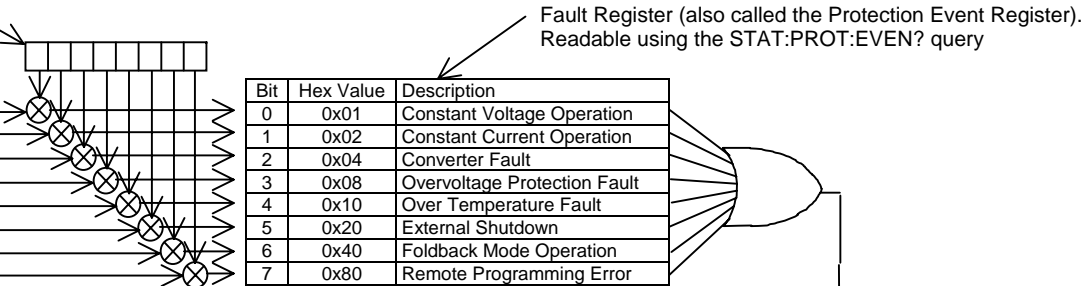 Fault Register (also called the Protection Event Register).
Readable using the STAT:PROT:EVEN? query
Bit Hex Value Description
0 0x01 Constant Voltage Operation
1 0x02 Constant Current Operation
2 0x04 Converter Fault
3 0x08 Overvoltage Protection Fault
4 0x10 Over Temperature Fault
5 0x20 External Shutdown
6 0x40 Foldback Mode Operation
7 0x80 Remote Programming Error